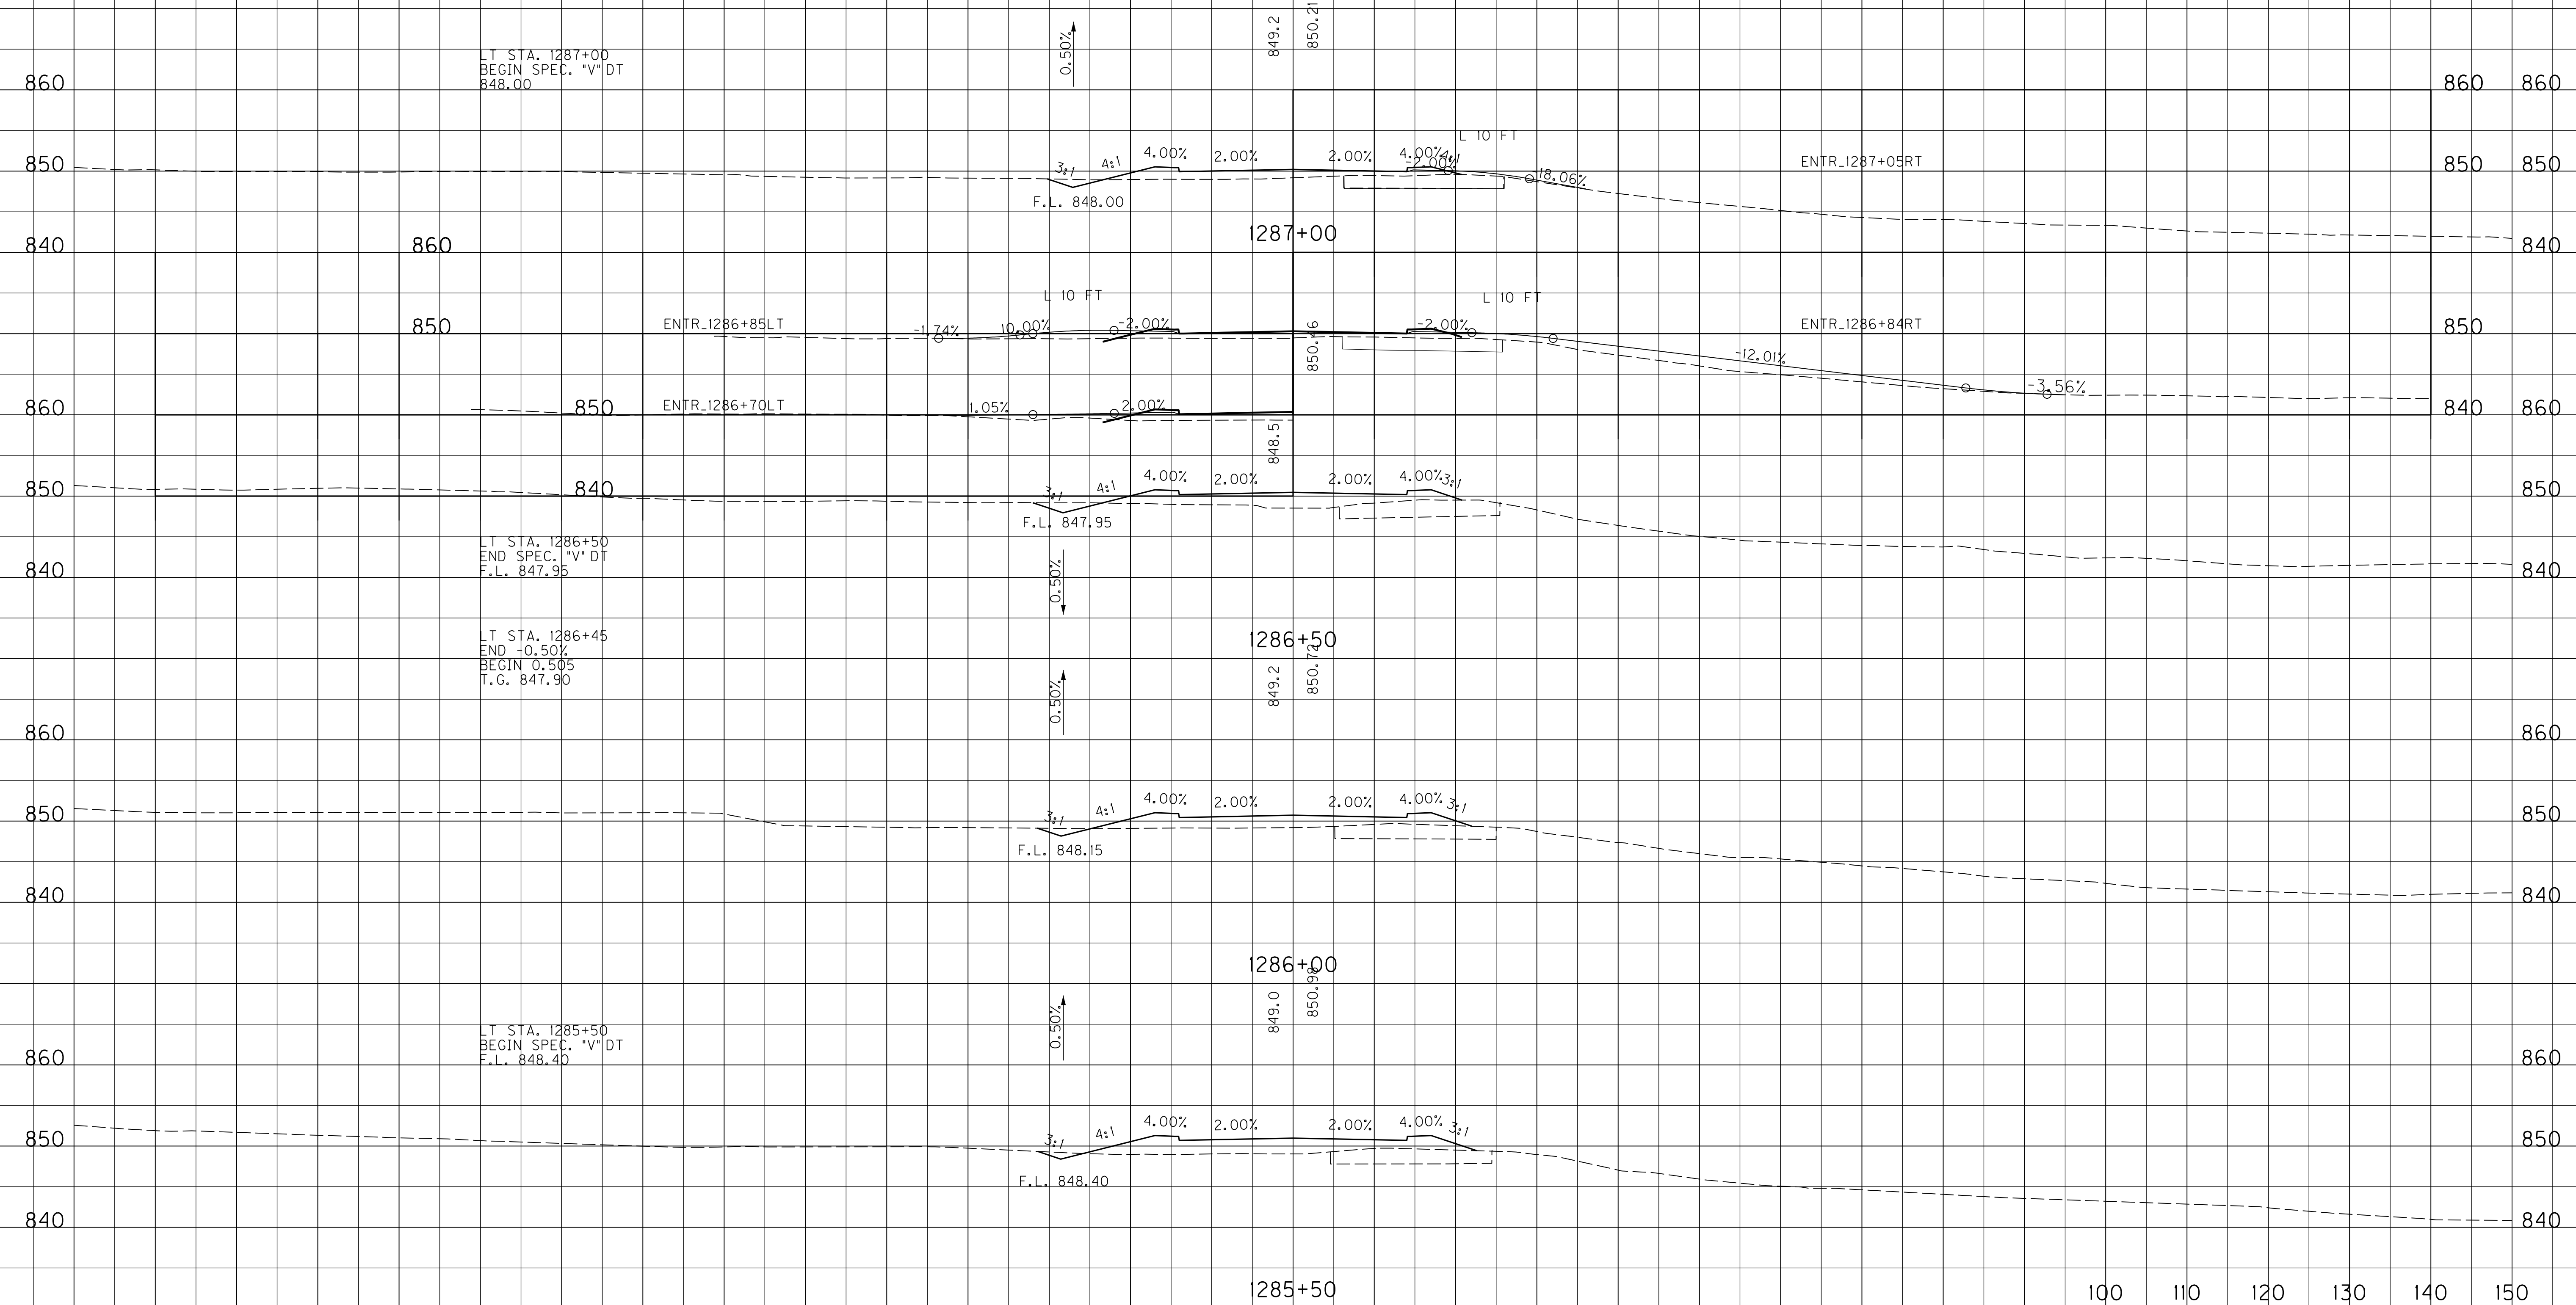 0.50%
849.2
850.21
LT STA. 1287+00
BEGIN SPEC. "V" DT
848.00
860 860 860
L 10 FT
3:1 4:1 4.00% 2.00% 2.00% 4.00% 4:1
-2.00%
-18.06%
ENTR_1287+05RT
850 850 850
F.L. 848.00
1287+00
840 860 840
L 10 FT L 10 FT
850 ENTR_1286+85LT -1.74% 10.00% -2.00% -2.00% ENTR_1286+84RT 850
850.46
-12.01%
-3.56%
860 850 ENTR_1286+70LT 1.05% 2.00% 840 860
848.5
3:1 4:1 4.00% 2.00% 2.00% 4.00% 3:1
850 840 850
F.L. 847.95
LT STA. 1286+50
END SPEC. "V" DT
F.L. 847.95
840 840
0.50%
1286+50
LT STA. 1286+45
END -0.50%
BEGIN 0.505
T.G. 847.90
0.50%
849.2
850.72
860 860
3:1 4:1 4.00% 2.00% 2.00% 4.00% 3:1
850 850
F.L. 848.15
840 840
1286+00
0.50%
849.0
850.98
LT STA. 1285+50
BEGIN SPEC. "V" DT
F.L. 848.40
860 860
3:1 4:1 4.00% 2.00% 2.00% 4.00% 3:1
850 850
F.L. 848.40
840 840
1285+50
100 110 120 130 140 150